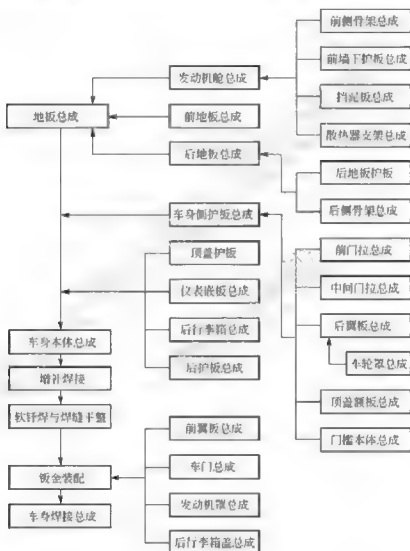 前侧骨架总成
前墙下护板总成
发动机舱总成
挡泥板总成
地板总成
前地板总成
散热器支架总成
后地板总成
后地板护板
车身侧护板总成
后侧骨架总成
顶盖护板
前门拉总成
仪表嵌板总成
中间门拉总成
后行李箱总成
后翼板总成
车身本体总成
后护板总成
车轮罩总成
增补焊接
顶盖额板总成
软钎焊与焊缝平整
前翼板总成
门槛本体总成
钣金装配
车门总成
发动机罩总成
车身焊接总成
后行李箱盖总成